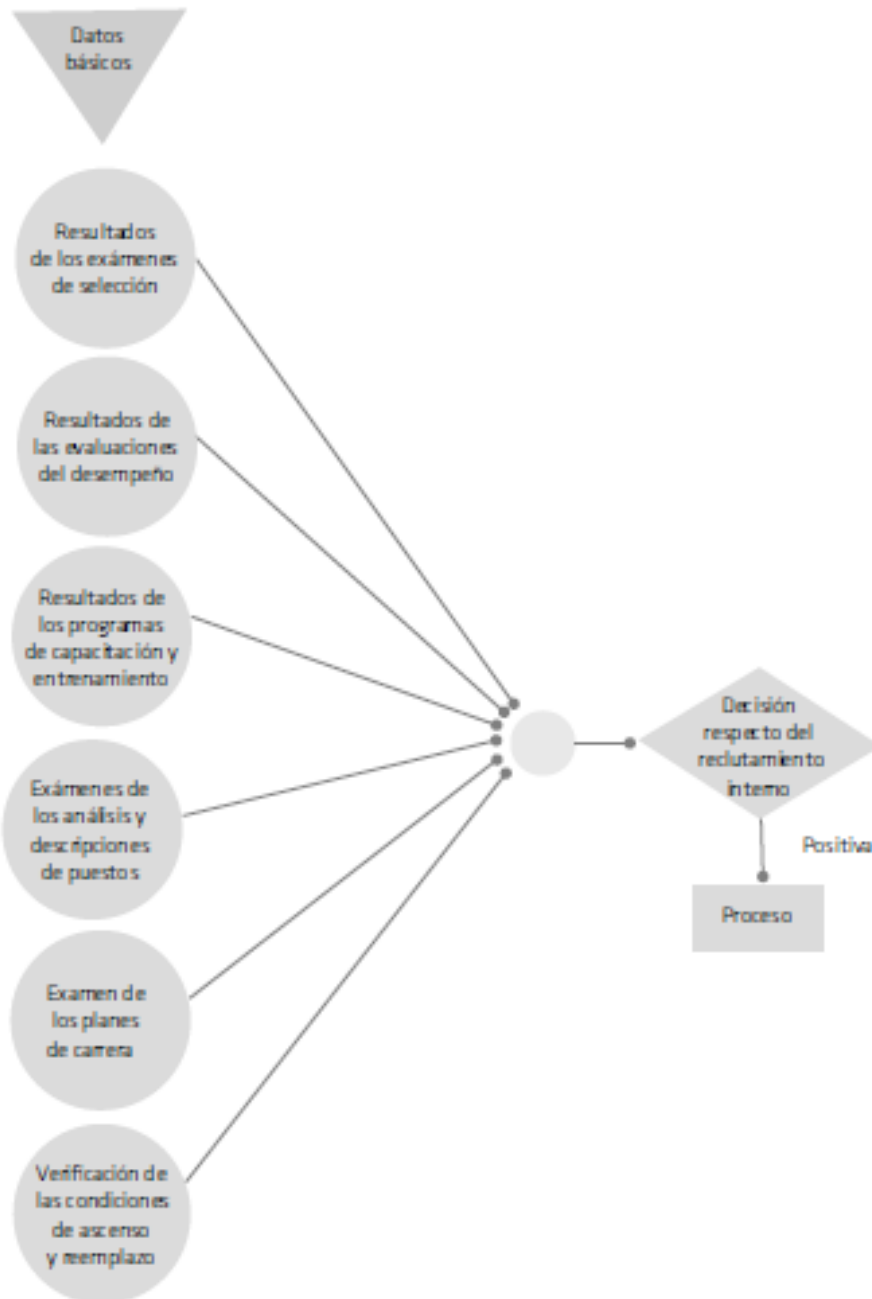 Datos
básicos
Resultados
de los exámenes
de selección
Resultados de
las evaluaciones
del desempeño
Resultados de
los programas
de capacitación y
entrenamiento
Exámenes de
los análisis y
descripciones
de puestos
Examen de
los planes
de carrera
Verificación de
las condiciones
de ascenso
y reemplazo
Decisión
respecto del
reclutamiento
interno
Positiva
Proceso